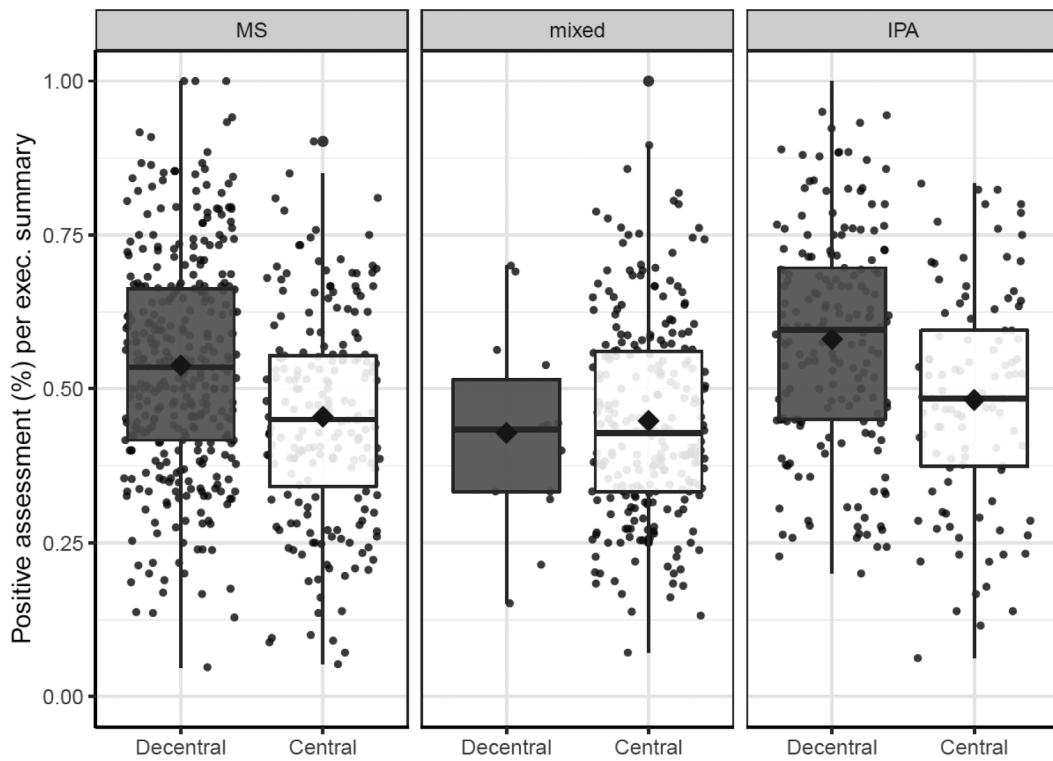 MS
mixed
IPA
Positive assessment (%) per exec. summary
1.00
0.75
0.50
0.25
0.00
Decentral
Central
Decentral
Central
Decentral
Central